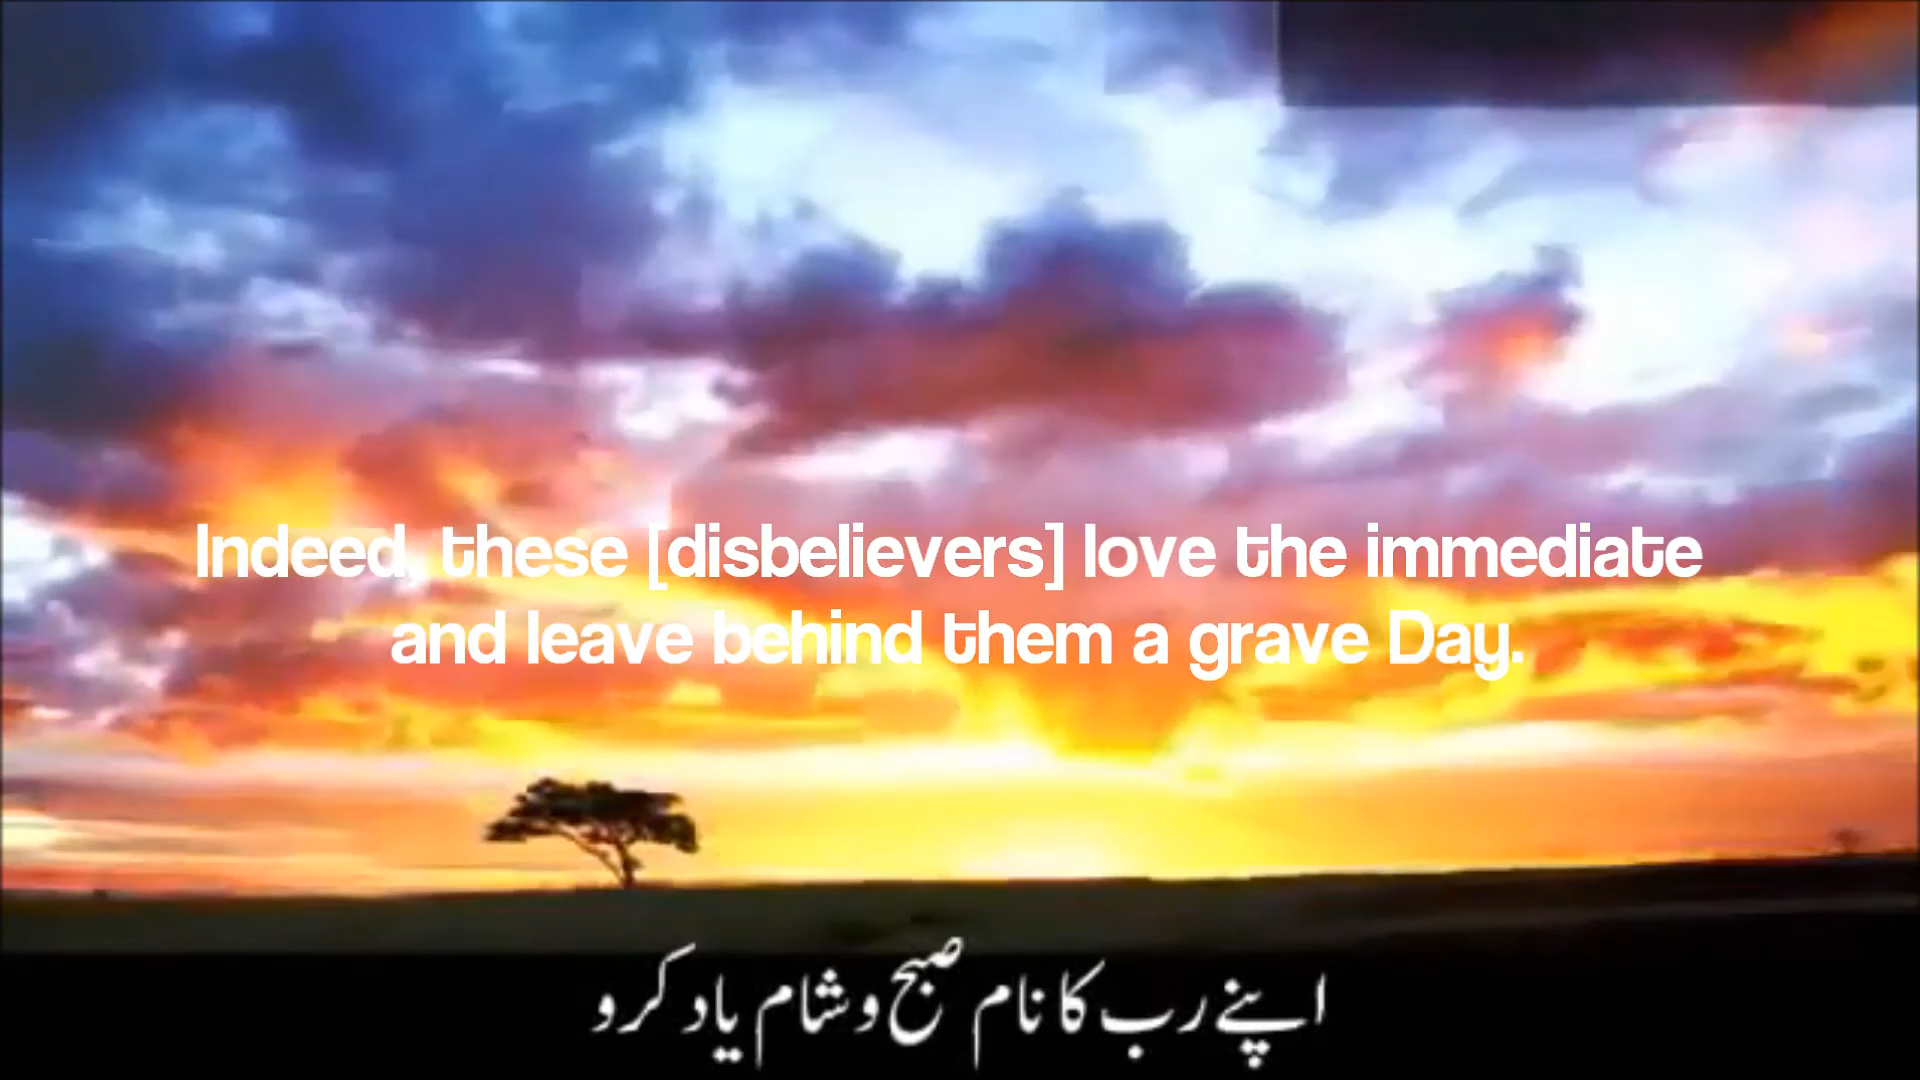 Indeed, these [disbelievers] love the immediate
and leave behind them a grave Day.
اپنے رب کا نام صبح و شام یاد کرو